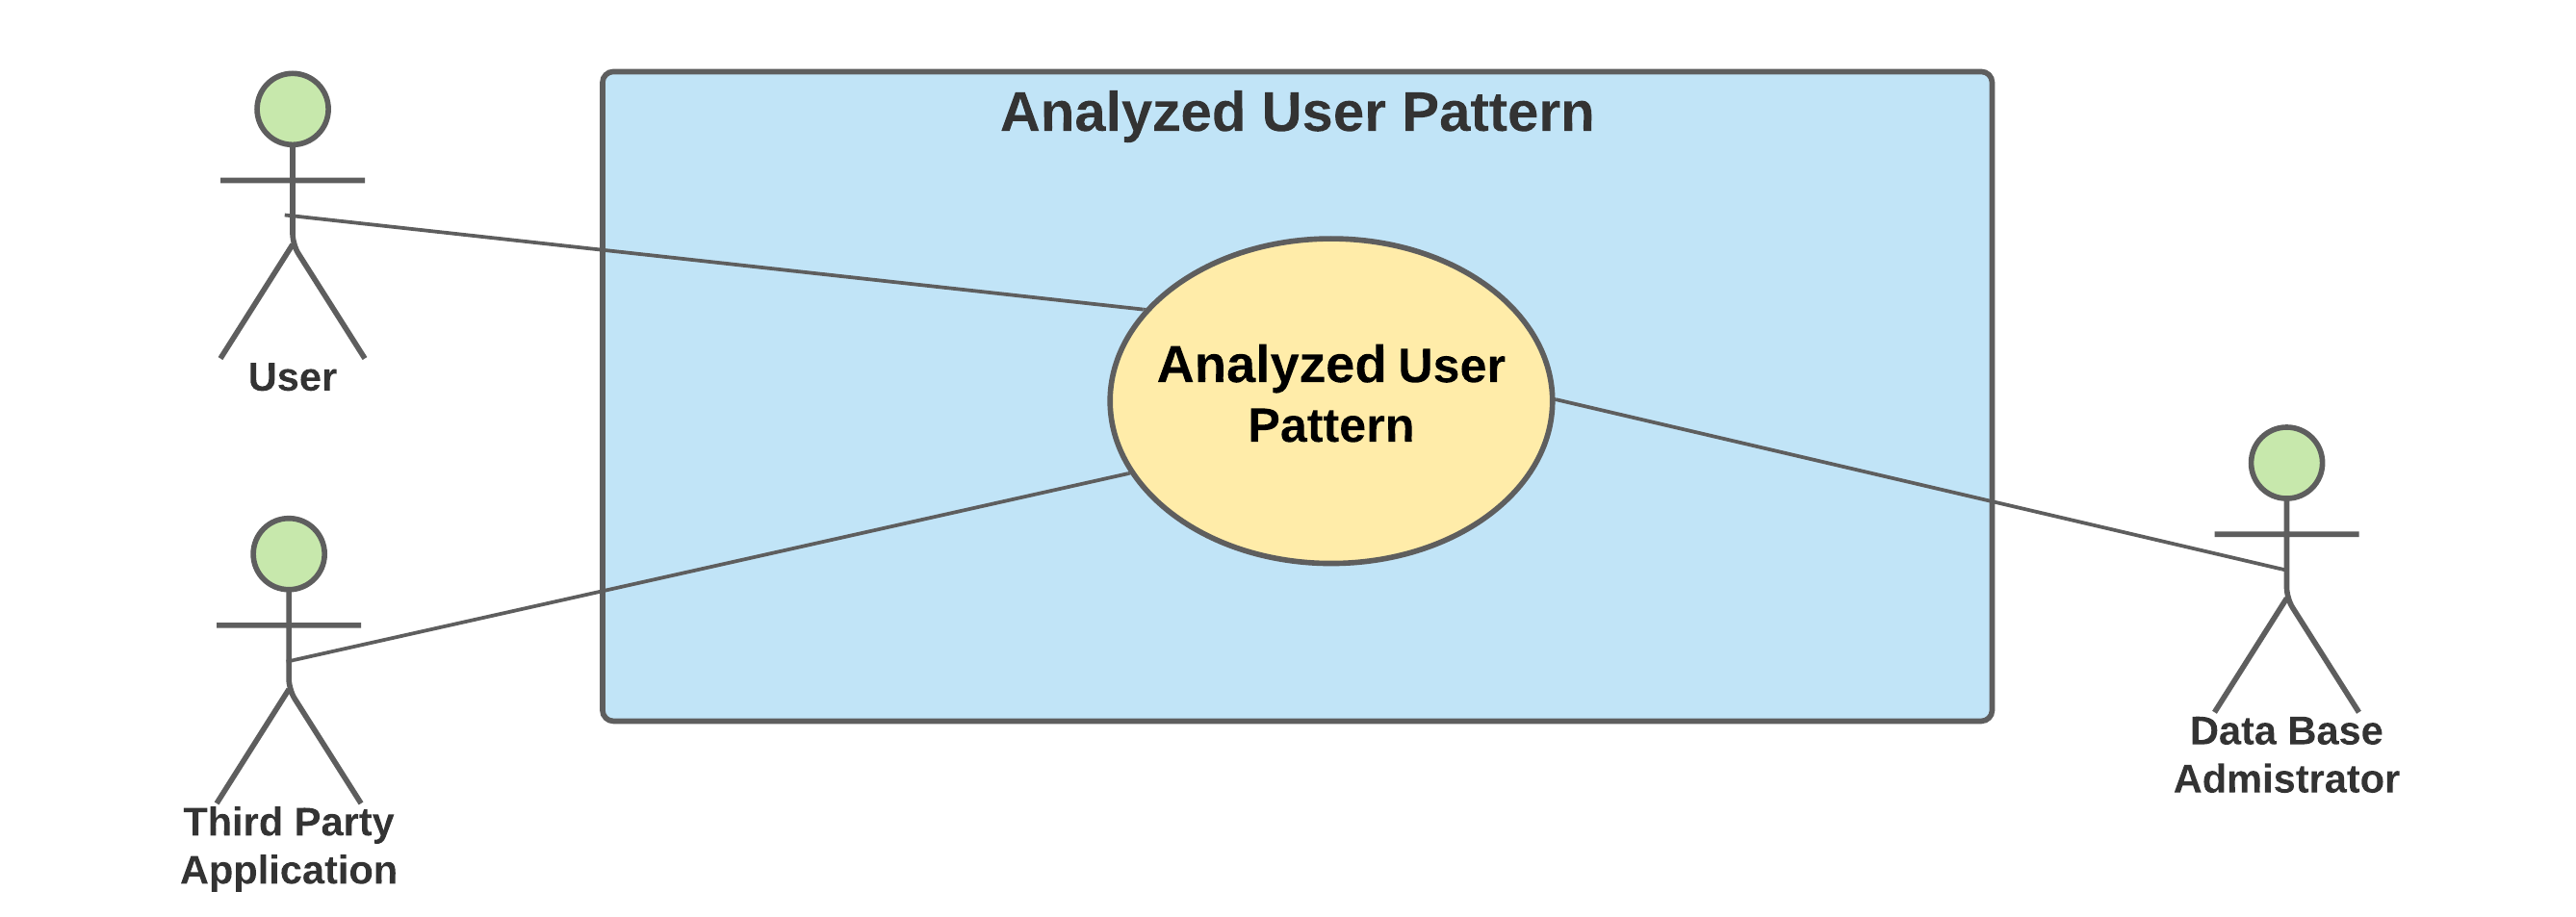 Analyzed User Pattern
User
Analyzed User
Pattern
Third Party
Application
Data Base
Admistrator